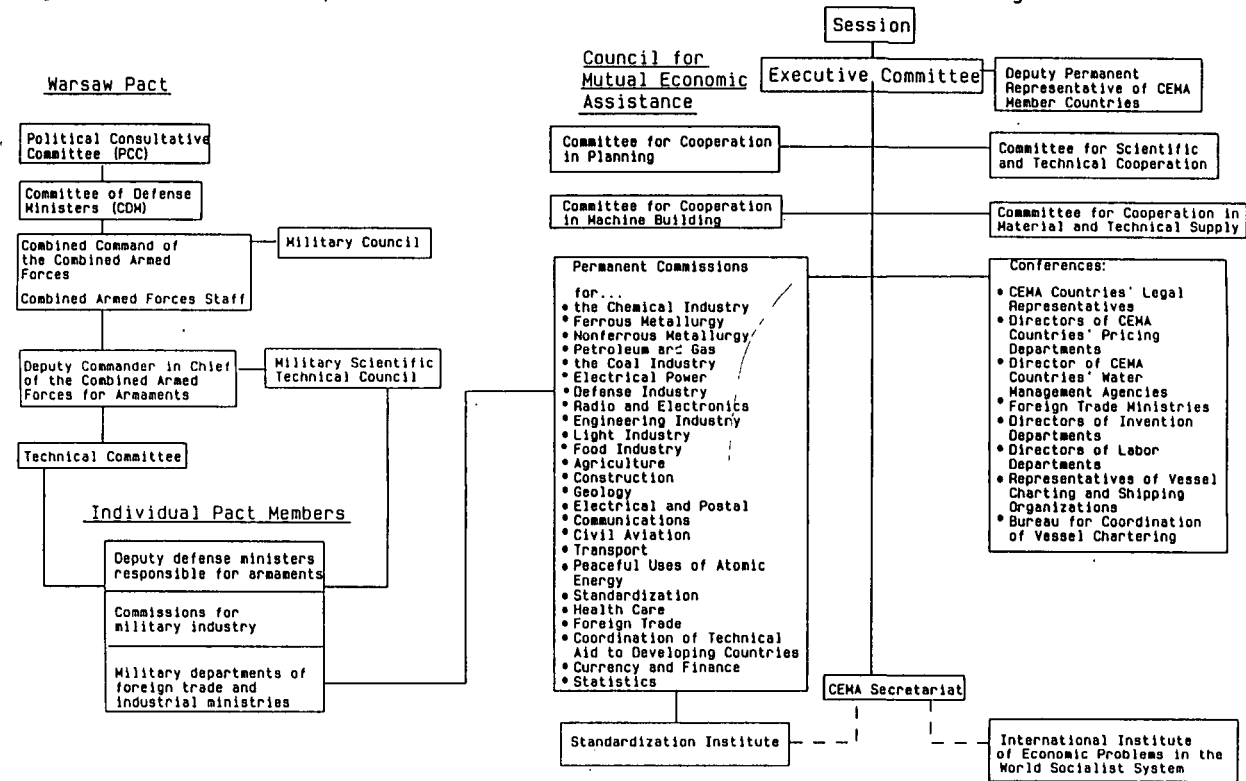 Warsaw Pact
Political Consultative
Committee (PCC)
Committee of Defense
Ministers (CDM)
Combined Command of
the Combined Armed
Forces
Combined Armed Forces Staff
Military Council
Deputy Commander in Chief
of the Combined Armed
Forces for Armaments
Military Scientific
Technical Council
Technical Committee
Individual Pact Members
Deputy defense ministers
responsible for armaments
Commissions for
military industry
Military departments of
foreign trade and
industrial ministries
Council for
Mutual Economic
Assistance
Session
Executive Committee
Deputy Permanent
Representative of CEMA
Member Countries
Committee for Cooperation
in Planning
Committee for Scientific
and Technical Cooperation
Committee for Cooperation
in Machine Building
Commmittee for Cooperation in
Material and Technical Supply
Permanent Commissions
for...
• the Chemical Industry
• Ferrous Metallurgy
• Nonferrous Metallurgy
• Petroleum and Gas
• the Coal Industry
• Electrical Power
• Defense Industry
• Radio and Electronics
• Engineering Industry
• Light Industry
• Food Industry
• Agriculture
• Construction
• Geology
• Electrical and Postal
• Communications
• Civil Aviation
• Transport
• Peaceful Uses of Atomic
Energy
• Standardization
• Health Care
• Foreign Trade
• Coordination of Technical
Aid to Developing Countries
• Currency and Finance
• Statistics
Conferences:
• CEMA Countries' Legal
Representatives
• Directors of CEMA
Countries' Pricing
Departments
• Director of CEMA
Countries' Water
Management Agencies
• Foreign Trade Ministries
• Directors of Invention
Departments
• Directors of Labor
Departments
• Representatives of Vessel
Charting and Shipping
Organizations
• Bureau for Coordination
of Vessel Chartering
CEMA Secretariat
Standardization Institute
International Institute
of Economic Problems in the
World Socialist System